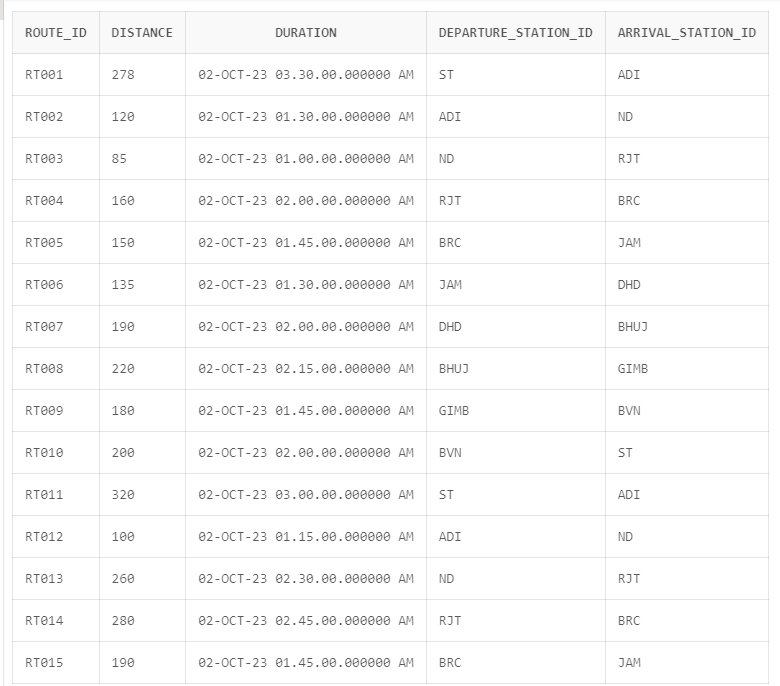 ROUTE_ID DISTANCE DURATION DEPARTURE_STATION_ID ARRIVAL_STATION_ID
RT001 278 02-OCT-23 03.30.00.000000 AM ST ADI
RT002 120 02-OCT-23 01.30.00.000000 AM ADI ND
RT003 85 02-OCT-23 01.00.00.000000 AM ND RJT
RT004 160 02-OCT-23 02.00.00.000000 AM RJT BRC
RT005 150 02-OCT-23 01.45.00.000000 AM BRC JAM
RT006 135 02-OCT-23 01.30.00.000000 AM JAM DHD
RT007 190 02-OCT-23 02.00.00.000000 AM DHD BHUJ
RT008 220 02-OCT-23 02.15.00.000000 AM BHUJ GIMB
RT009 180 02-OCT-23 01.45.00.000000 AM GIMB BVN
RT010 200 02-OCT-23 02.00.00.000000 AM BVN ST
RT011 320 02-OCT-23 03.00.00.000000 AM ST ADI
RT012 100 02-OCT-23 01.15.00.000000 AM ADI ND
RT013 260 02-OCT-23 02.30.00.000000 AM ND RJT
RT014 280 02-OCT-23 02.45.00.000000 AM RJT BRC
RT015 190 02-OCT-23 01.45.00.000000 AM BRC JAM